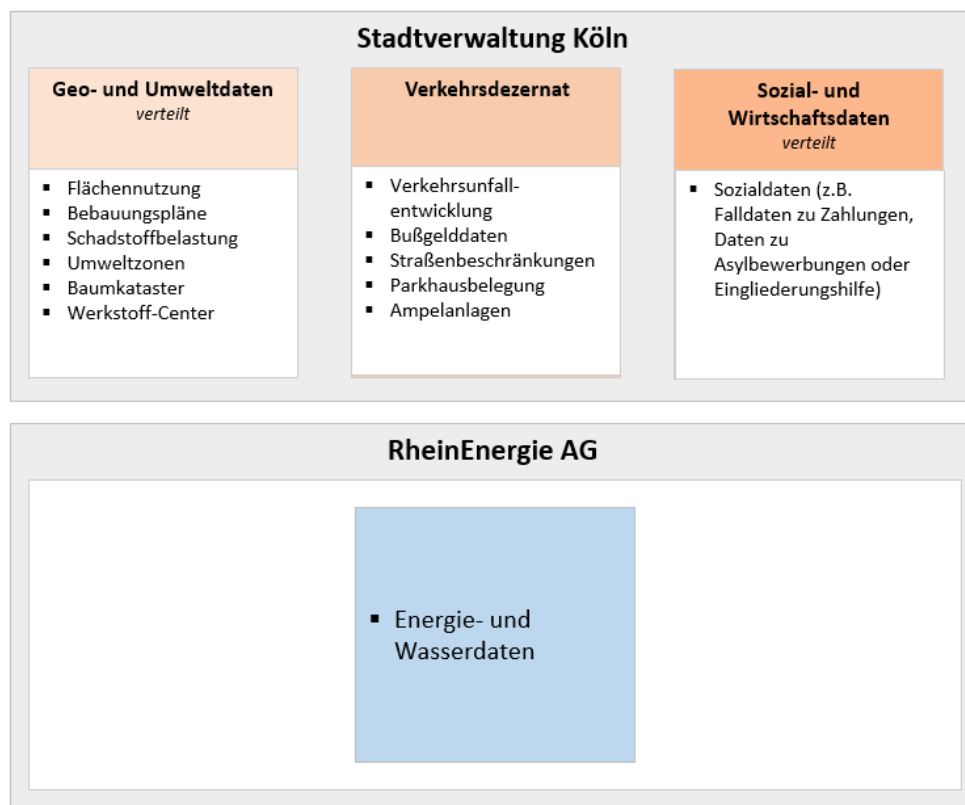 Stadtverwaltung Köln
Geo- und Umweltdaten
verteilt
▪ Flächennutzung
▪ Bebauungspläne
▪ Schadstoffbelastung
▪ Umweltzonen
▪ Baumkataster
▪ Werkstoff-Center
Verkehrsdezernat
▪ Verkehrsunfall-
entwicklung
▪ Bußgelddaten
▪ Straßenbeschränkungen
▪ Parkhausbelegung
▪ Ampelanlagen
Sozial- und
Wirtschaftsdaten
verteilt
▪ Sozialdaten (z.B.
Falldaten zu Zahlungen,
Daten zu
Asylbewerbungen oder
Eingliederungshilfe)
RheinEnergie AG
▪ Energie- und
Wasserdaten